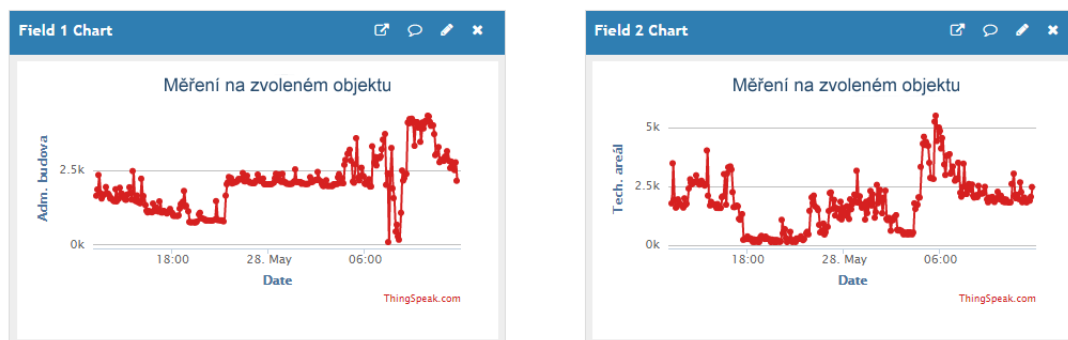 Field 1 Chart
Měření na zvoleném objektu
Adm. budova
2.5k
0k
18:00
28. May
06:00
Date
ThingSpeak.com
Field 2 Chart
Měření na zvoleném objektu
Tech. areál
5k
2.5k
0k
18:00
28. May
06:00
Date
ThingSpeak.com